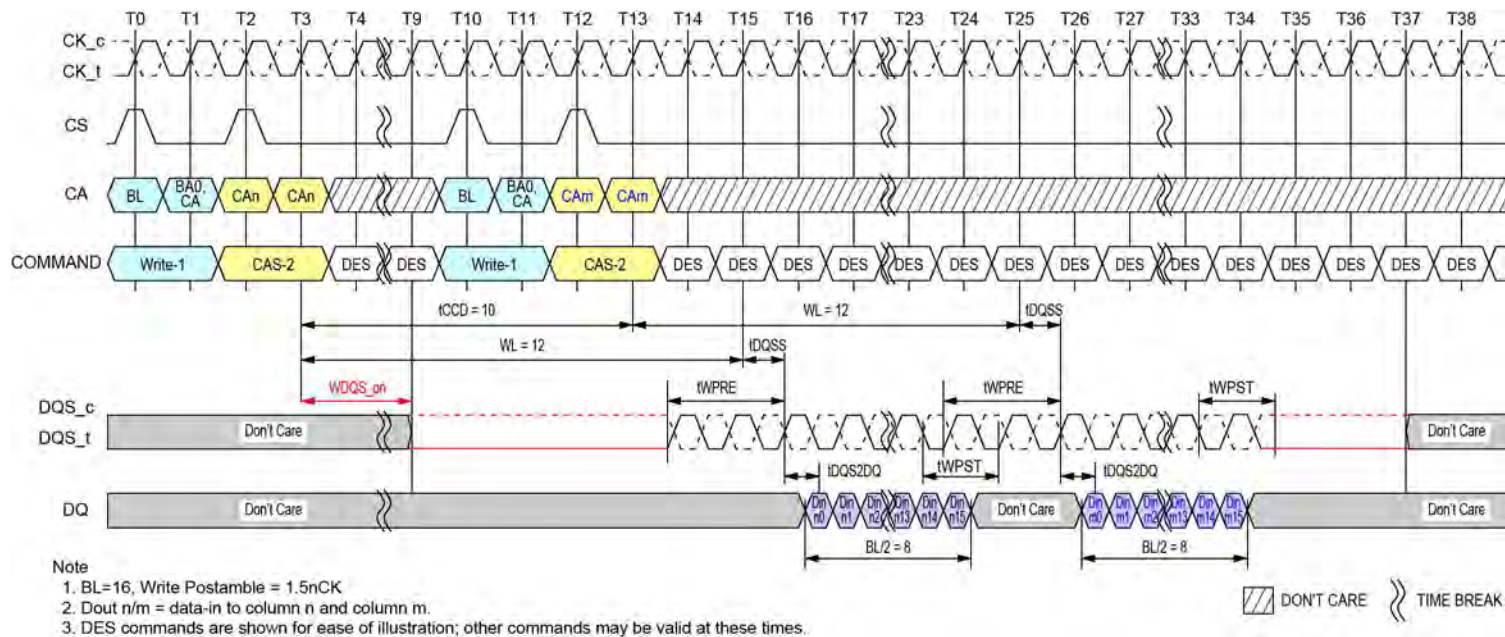 T0 T1 T2 T3 T4 T9 T10 T11 T12 T13 T14 T15 T16 T17 T23 T24 T25 T26 T27 T33 T34 T35 T36 T37 T38
CK_c
CK_t
CS
CA BL BA0, CA CAn CAn BL BA0, CA CAm CAm
COMMAND Write-1 CAS-2 DES DES Write-1 CAS-2 DES DES DES DES DES DES DES DES DES DES DES DES DES DES DES
tCCD = 10 WL = 12 tDQSS
WL = 12 tDQSS
WDQS_on tWPRE tWPRE tWPST
DQS_c
DQS_t Don't Care Don't Care
tDQS2DQ tWPST tDQS2DQ
DQ Don't Care Din n0 Din n1 Din n2 Din n13 Din n14 Din n15 Don't Care Din m0 Din m1 Din m2 Din m13 Din m14 Din m15 Don't Care
BL/2 = 8 BL/2 = 8
Note
1. BL=16, Write Postamble = 1.5nCK
2. Dout n/m = data-in to column n and column m.
3. DES commands are shown for ease of illustration; other commands may be valid at these times.
DON'T CARE TIME BREAK